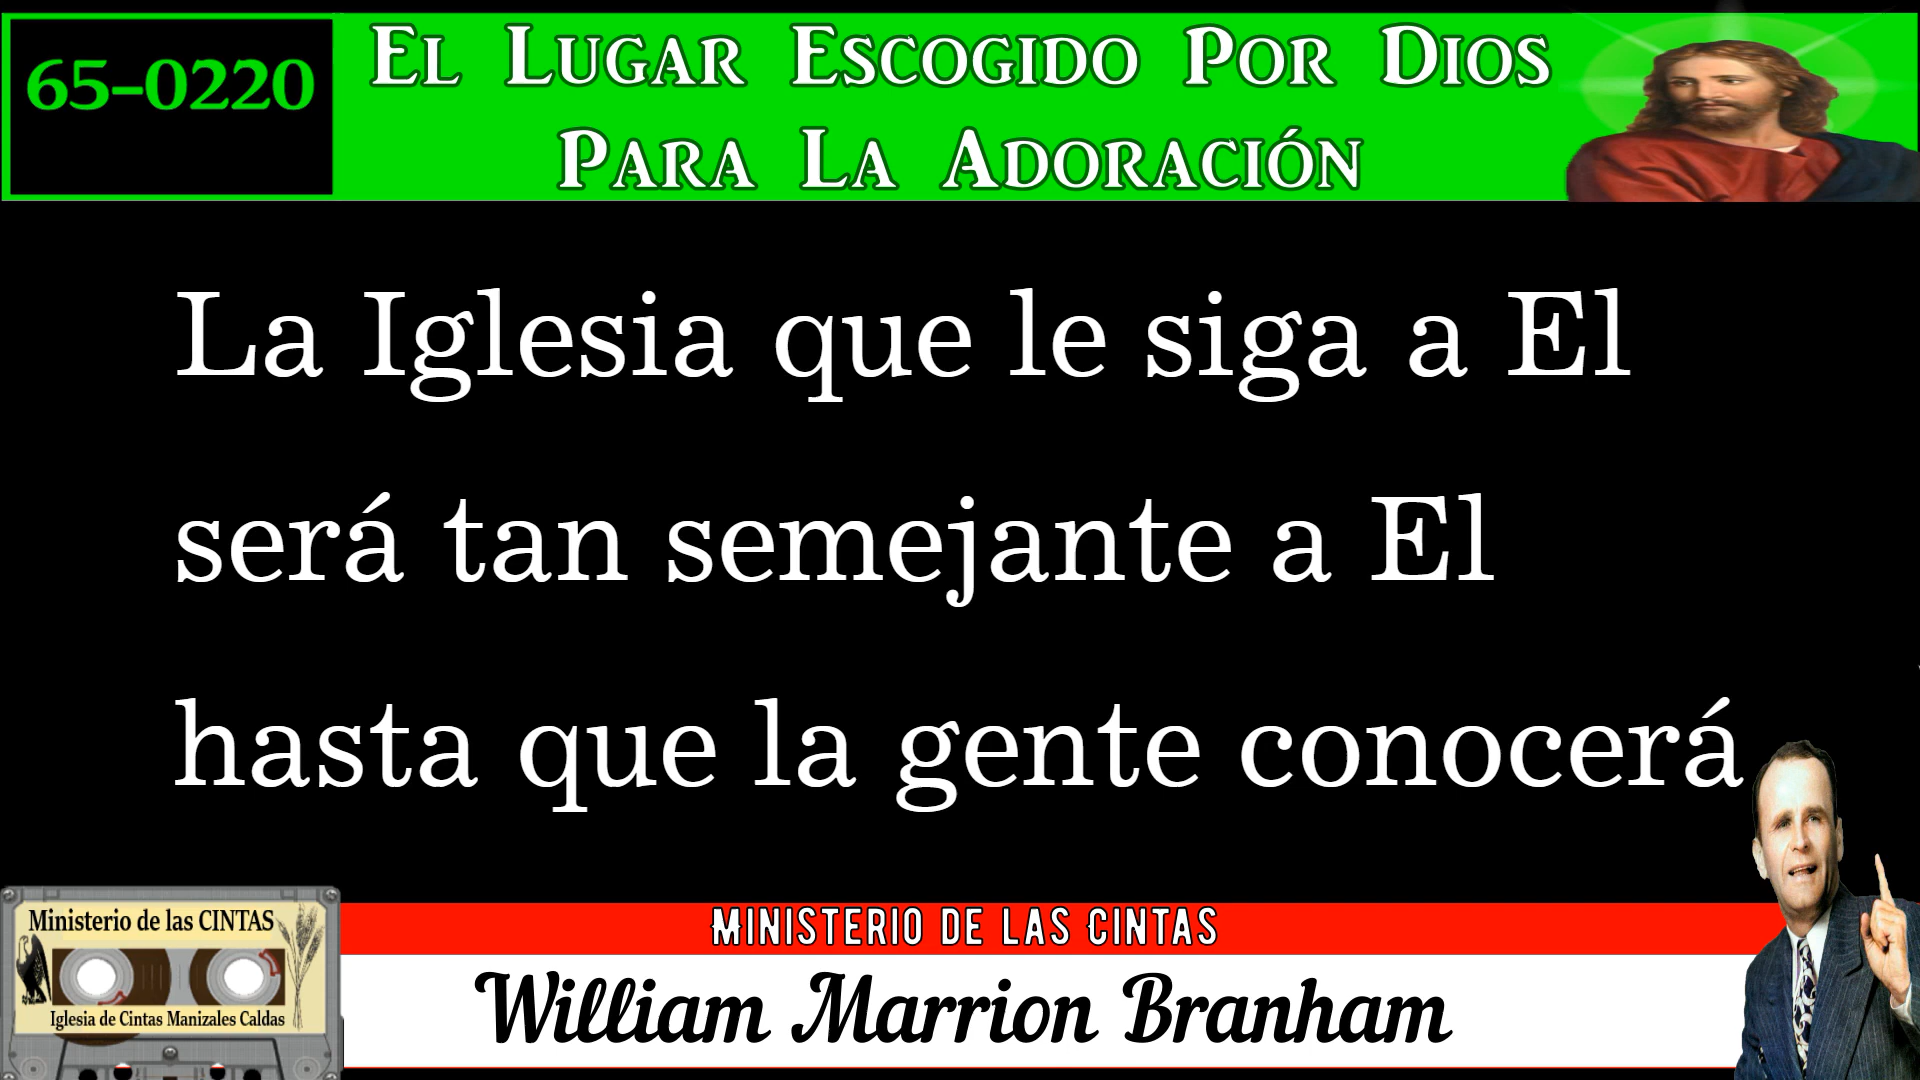 65-0220
El Lugar Escogido Por Dios
Para La Adoración
La Iglesia que le siga a El
será tan semejante a El
hasta que la gente conocerá
Ministerio de las CINTAS
Iglesia de Cintas Manizales Caldas
Ministerio de las Cintas
William Marrion Branham